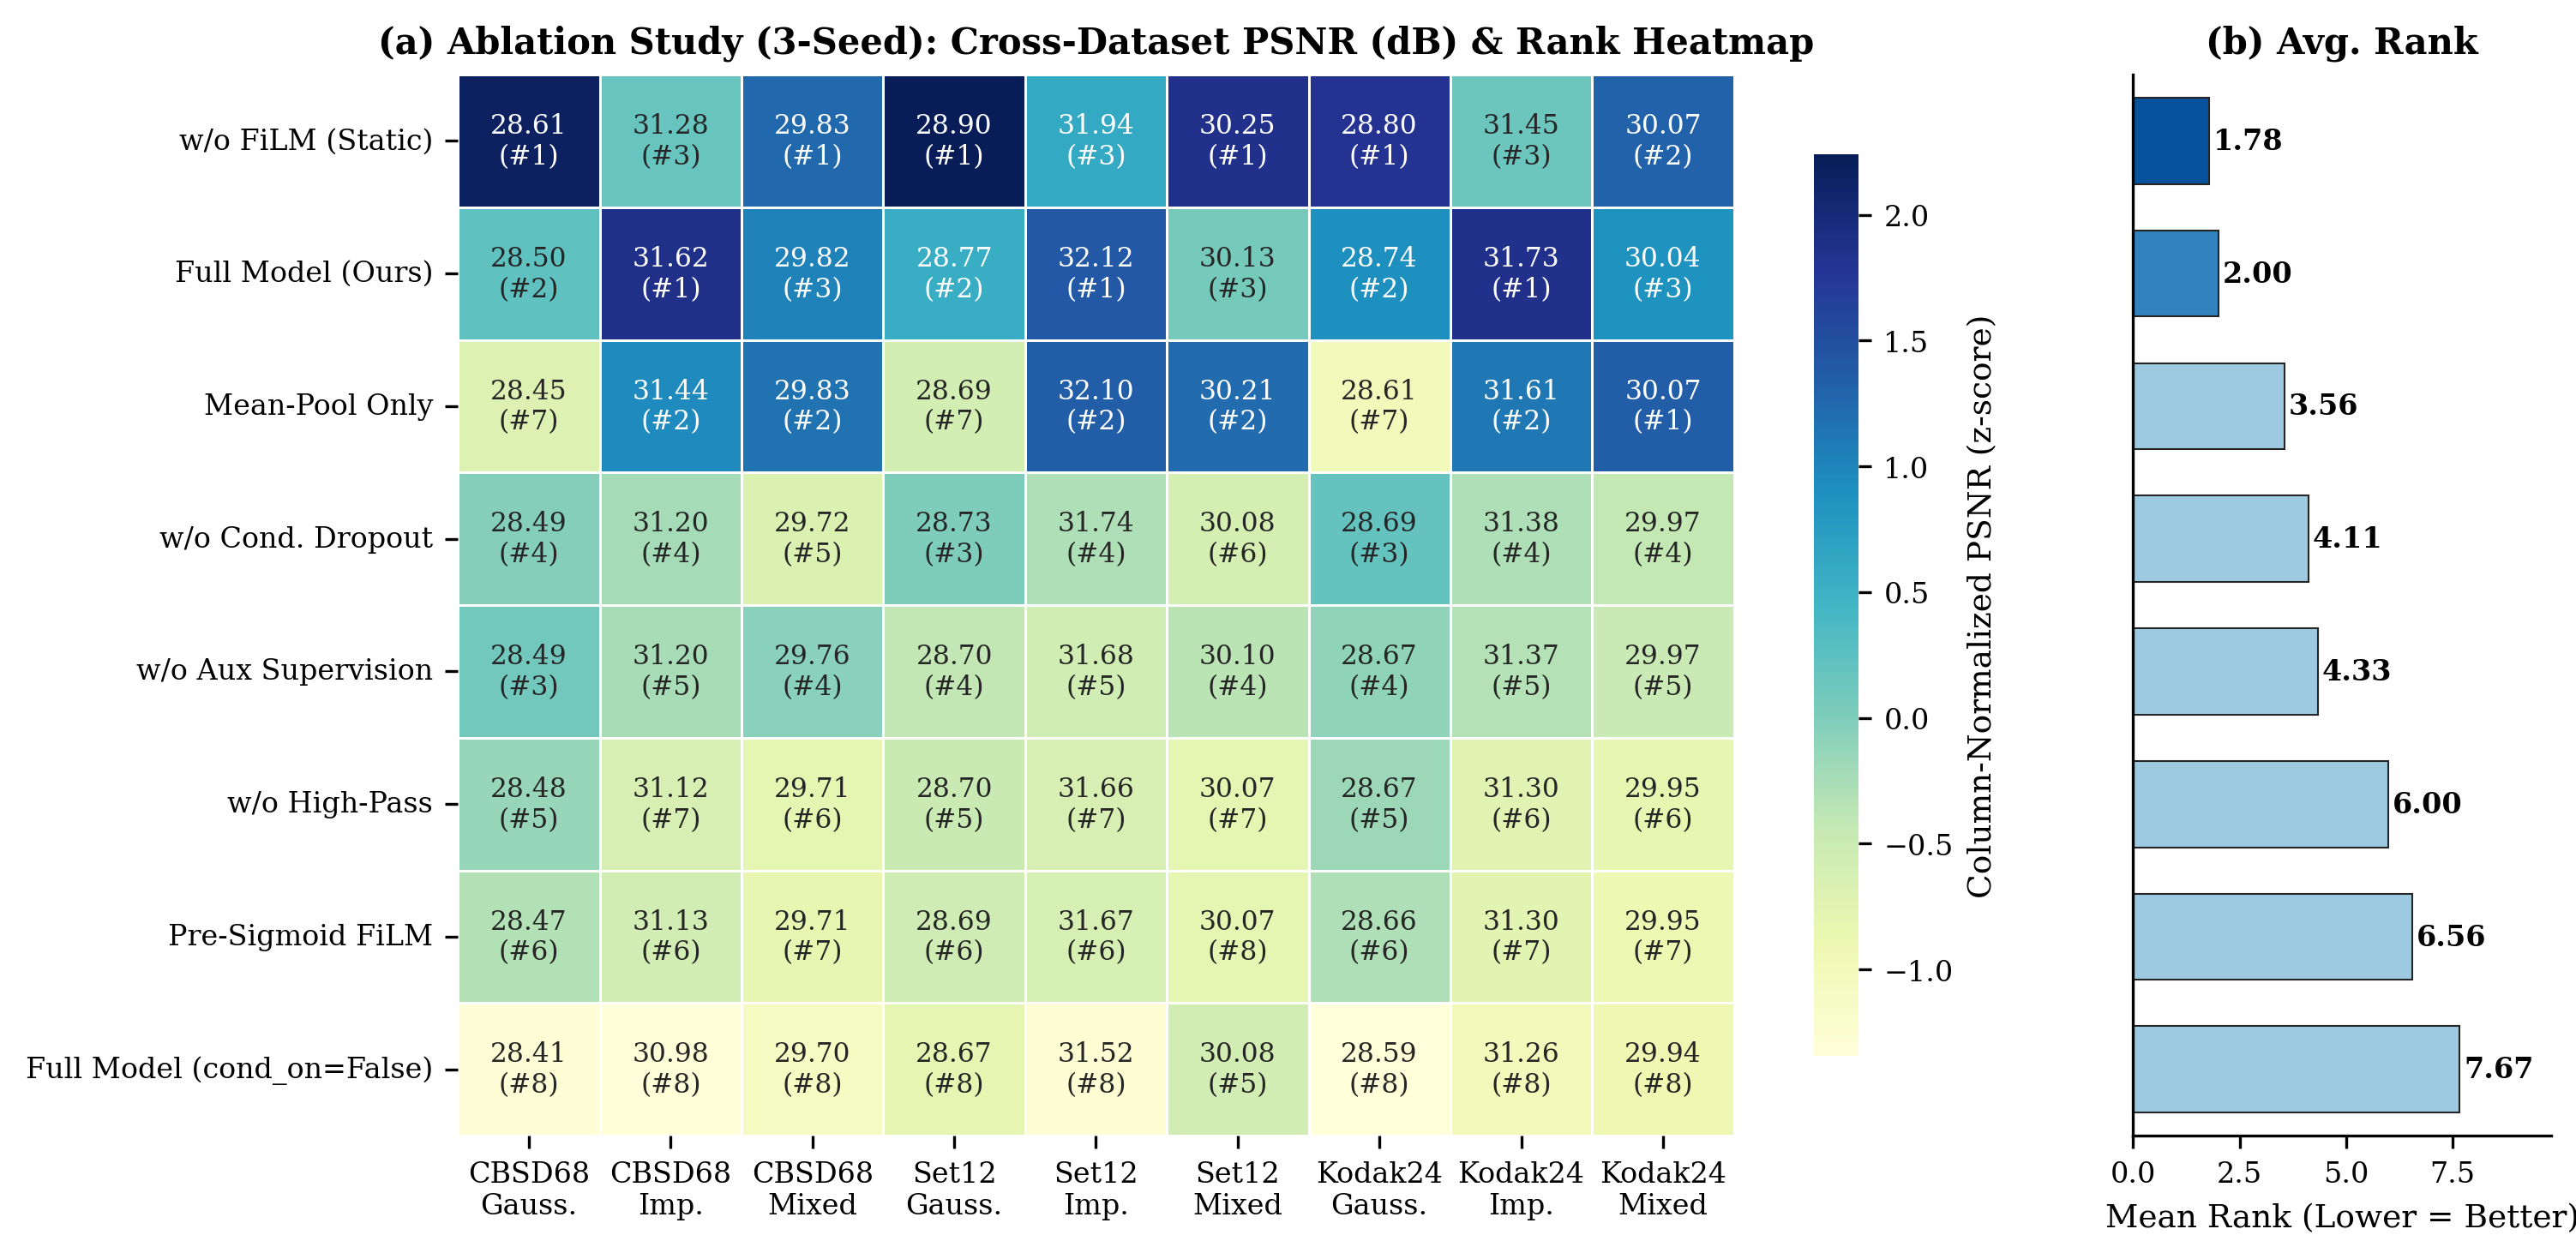 (a) Ablation Study (3-Seed): Cross-Dataset PSNR (dB) & Rank Heatmap
w/o FiLM (Static)
28.61 31.28 29.83 28.90 31.94 30.25 28.80 31.45 30.07
(#1) (#3) (#1) (#1) (#3) (#1) (#1) (#3) (#2)
Full Model (Ours)
28.50 31.62 29.82 28.77 32.12 30.13 28.74 31.73 30.04
(#2) (#1) (#3) (#2) (#1) (#3) (#2) (#1) (#3)
Mean-Pool Only
28.45 31.44 29.83 28.69 32.10 30.21 28.61 31.61 30.07
(#7) (#2) (#2) (#7) (#2) (#2) (#7) (#2) (#1)
w/o Cond. Dropout
28.49 31.20 29.72 28.73 31.74 30.08 28.69 31.38 29.97
(#4) (#4) (#5) (#3) (#4) (#6) (#3) (#4) (#4)
w/o Aux Supervision
28.49 31.20 29.76 28.70 31.68 30.10 28.67 31.37 29.97
(#3) (#5) (#4) (#4) (#5) (#4) (#4) (#5) (#5)
w/o High-Pass
28.48 31.12 29.71 28.70 31.66 30.07 28.67 31.30 29.95
(#5) (#7) (#6) (#5) (#7) (#7) (#5) (#6) (#6)
Pre-Sigmoid FiLM
28.47 31.13 29.71 28.69 31.67 30.07 28.66 31.30 29.95
(#6) (#6) (#7) (#6) (#6) (#8) (#6) (#7) (#7)
Full Model (cond_on=False)
28.41 30.98 29.70 28.67 31.52 30.08 28.59 31.26 29.94
(#8) (#8) (#8) (#8) (#8) (#5) (#8) (#8) (#8)
CBSD68 CBSD68 CBSD68 Set12 Set12 Set12 Kodak24 Kodak24 Kodak24
Gauss. Imp. Mixed Gauss. Imp. Mixed Gauss. Imp. Mixed
2.0
1.5
1.0
0.5
0.0
−0.5
−1.0
Column-Normalized PSNR (z-score)
(b) Avg. Rank
1.78
2.00
3.56
4.11
4.33
6.00
6.56
7.67
0.0 2.5 5.0 7.5
Mean Rank (Lower = Better)